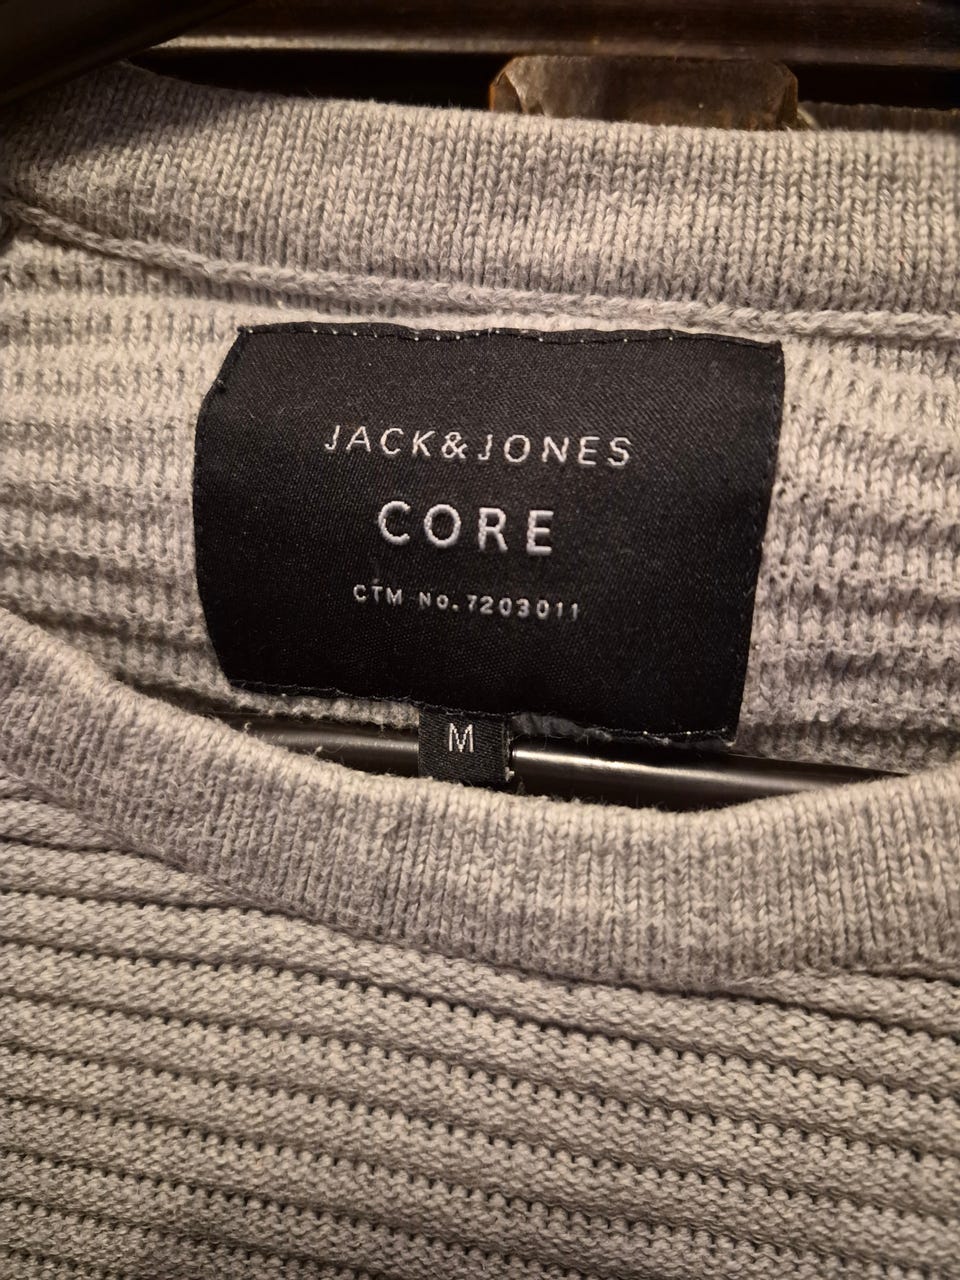 JACK&JONES
CORE
CTM No. 7203011
M